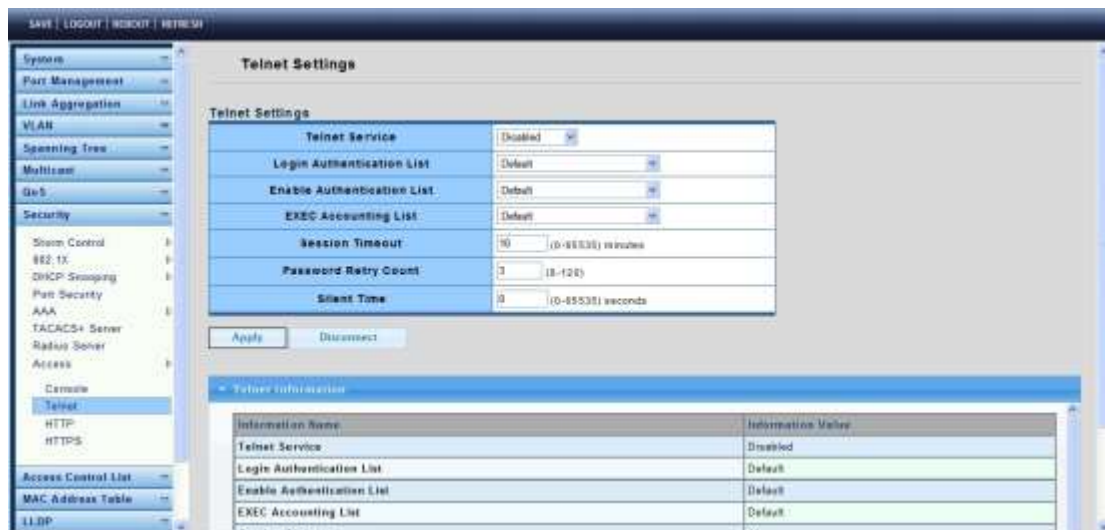 SAVE | LOGOUT | REBOOT | REFRESH
System
Port Management
Link Aggregation
VLAN
Spanning Tree
Multicast
QoS
Security
Storm Control
802.1X
DHCP Snooping
Port Security
AAA
TACACS+ Server
Radius Server
Access
Console
Telnet
HTTP
HTTPS
Access Control List
MAC Address Table
LLDP
Telnet Settings
Telnet Settings
Telnet Service Disabled
Login Authentication List Default
Enable Authentication List Default
EXEC Accounting List Default
Session Timeout 10 (0-65535) minutes
Password Retry Count 3 (0-120)
Silent Time 0 (0-65535) seconds
Apply Disconnect
Telnet Information
Information Name Information Value
Telnet Service Disabled
Login Authentication List Default
Enable Authentication List Default
EXEC Accounting List Default